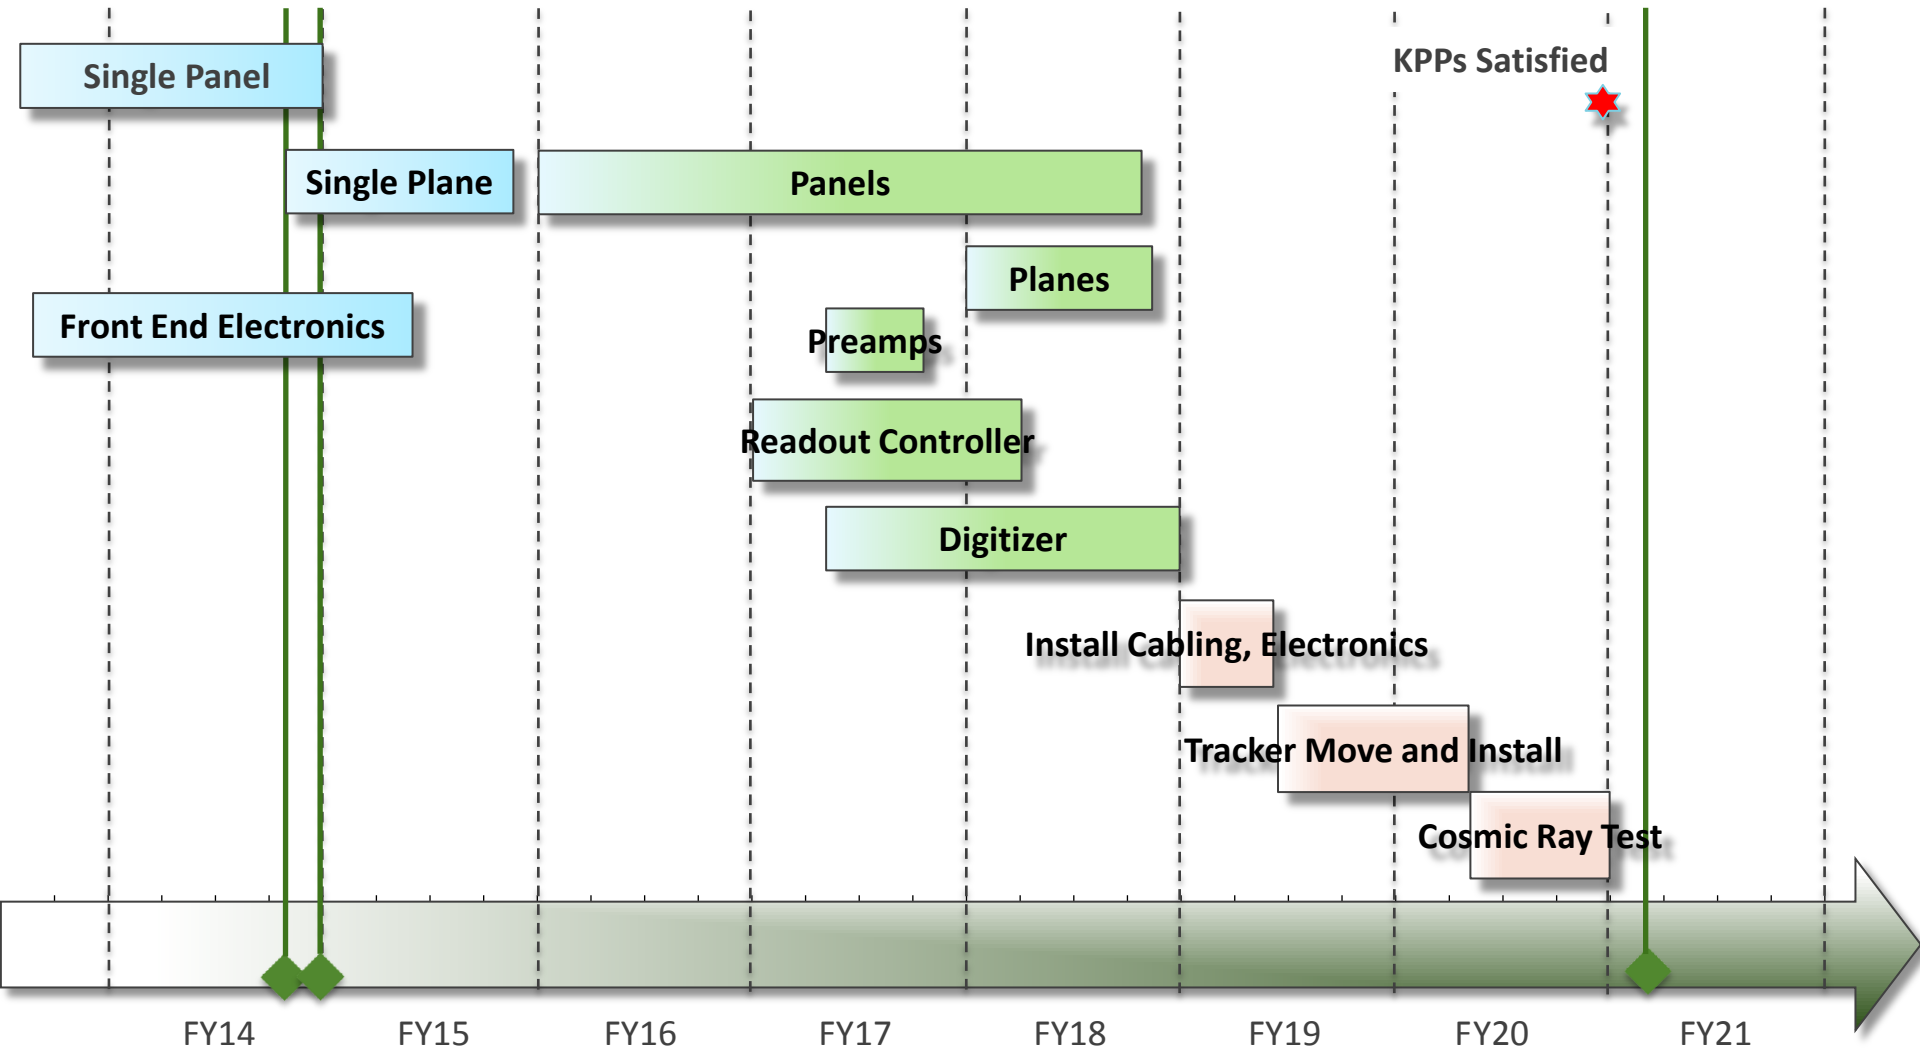 KPPs Satisfied
Single Panel
Single Plane
Panels
Planes
Front End Electronics
Preamps
Readout Controller
Digitizer
Install Cabling, Electronics
Tracker Move and Install
Cosmic Ray Test
FY14 FY15 FY16 FY17 FY18 FY19 FY20 FY21